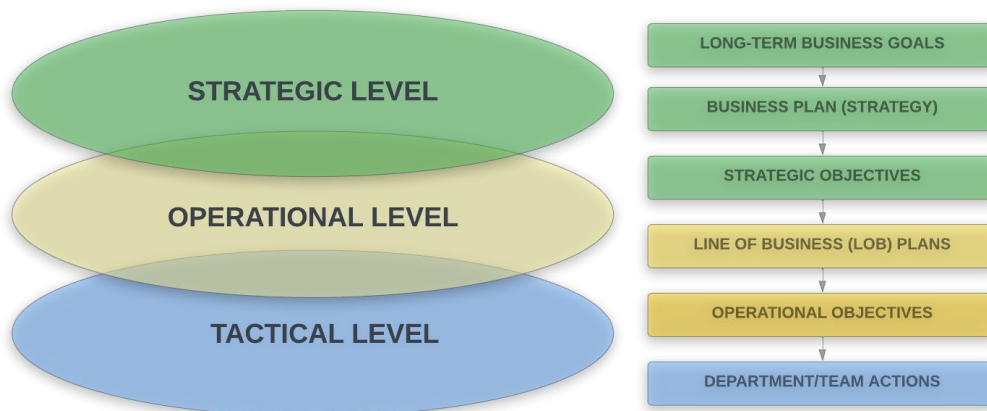 STRATEGIC LEVEL
OPERATIONAL LEVEL
TACTICAL LEVEL
LONG-TERM BUSINESS GOALS
BUSINESS PLAN (STRATEGY)
STRATEGIC OBJECTIVES
LINE OF BUSINESS (LOB) PLANS
OPERATIONAL OBJECTIVES
DEPARTMENT/TEAM ACTIONS